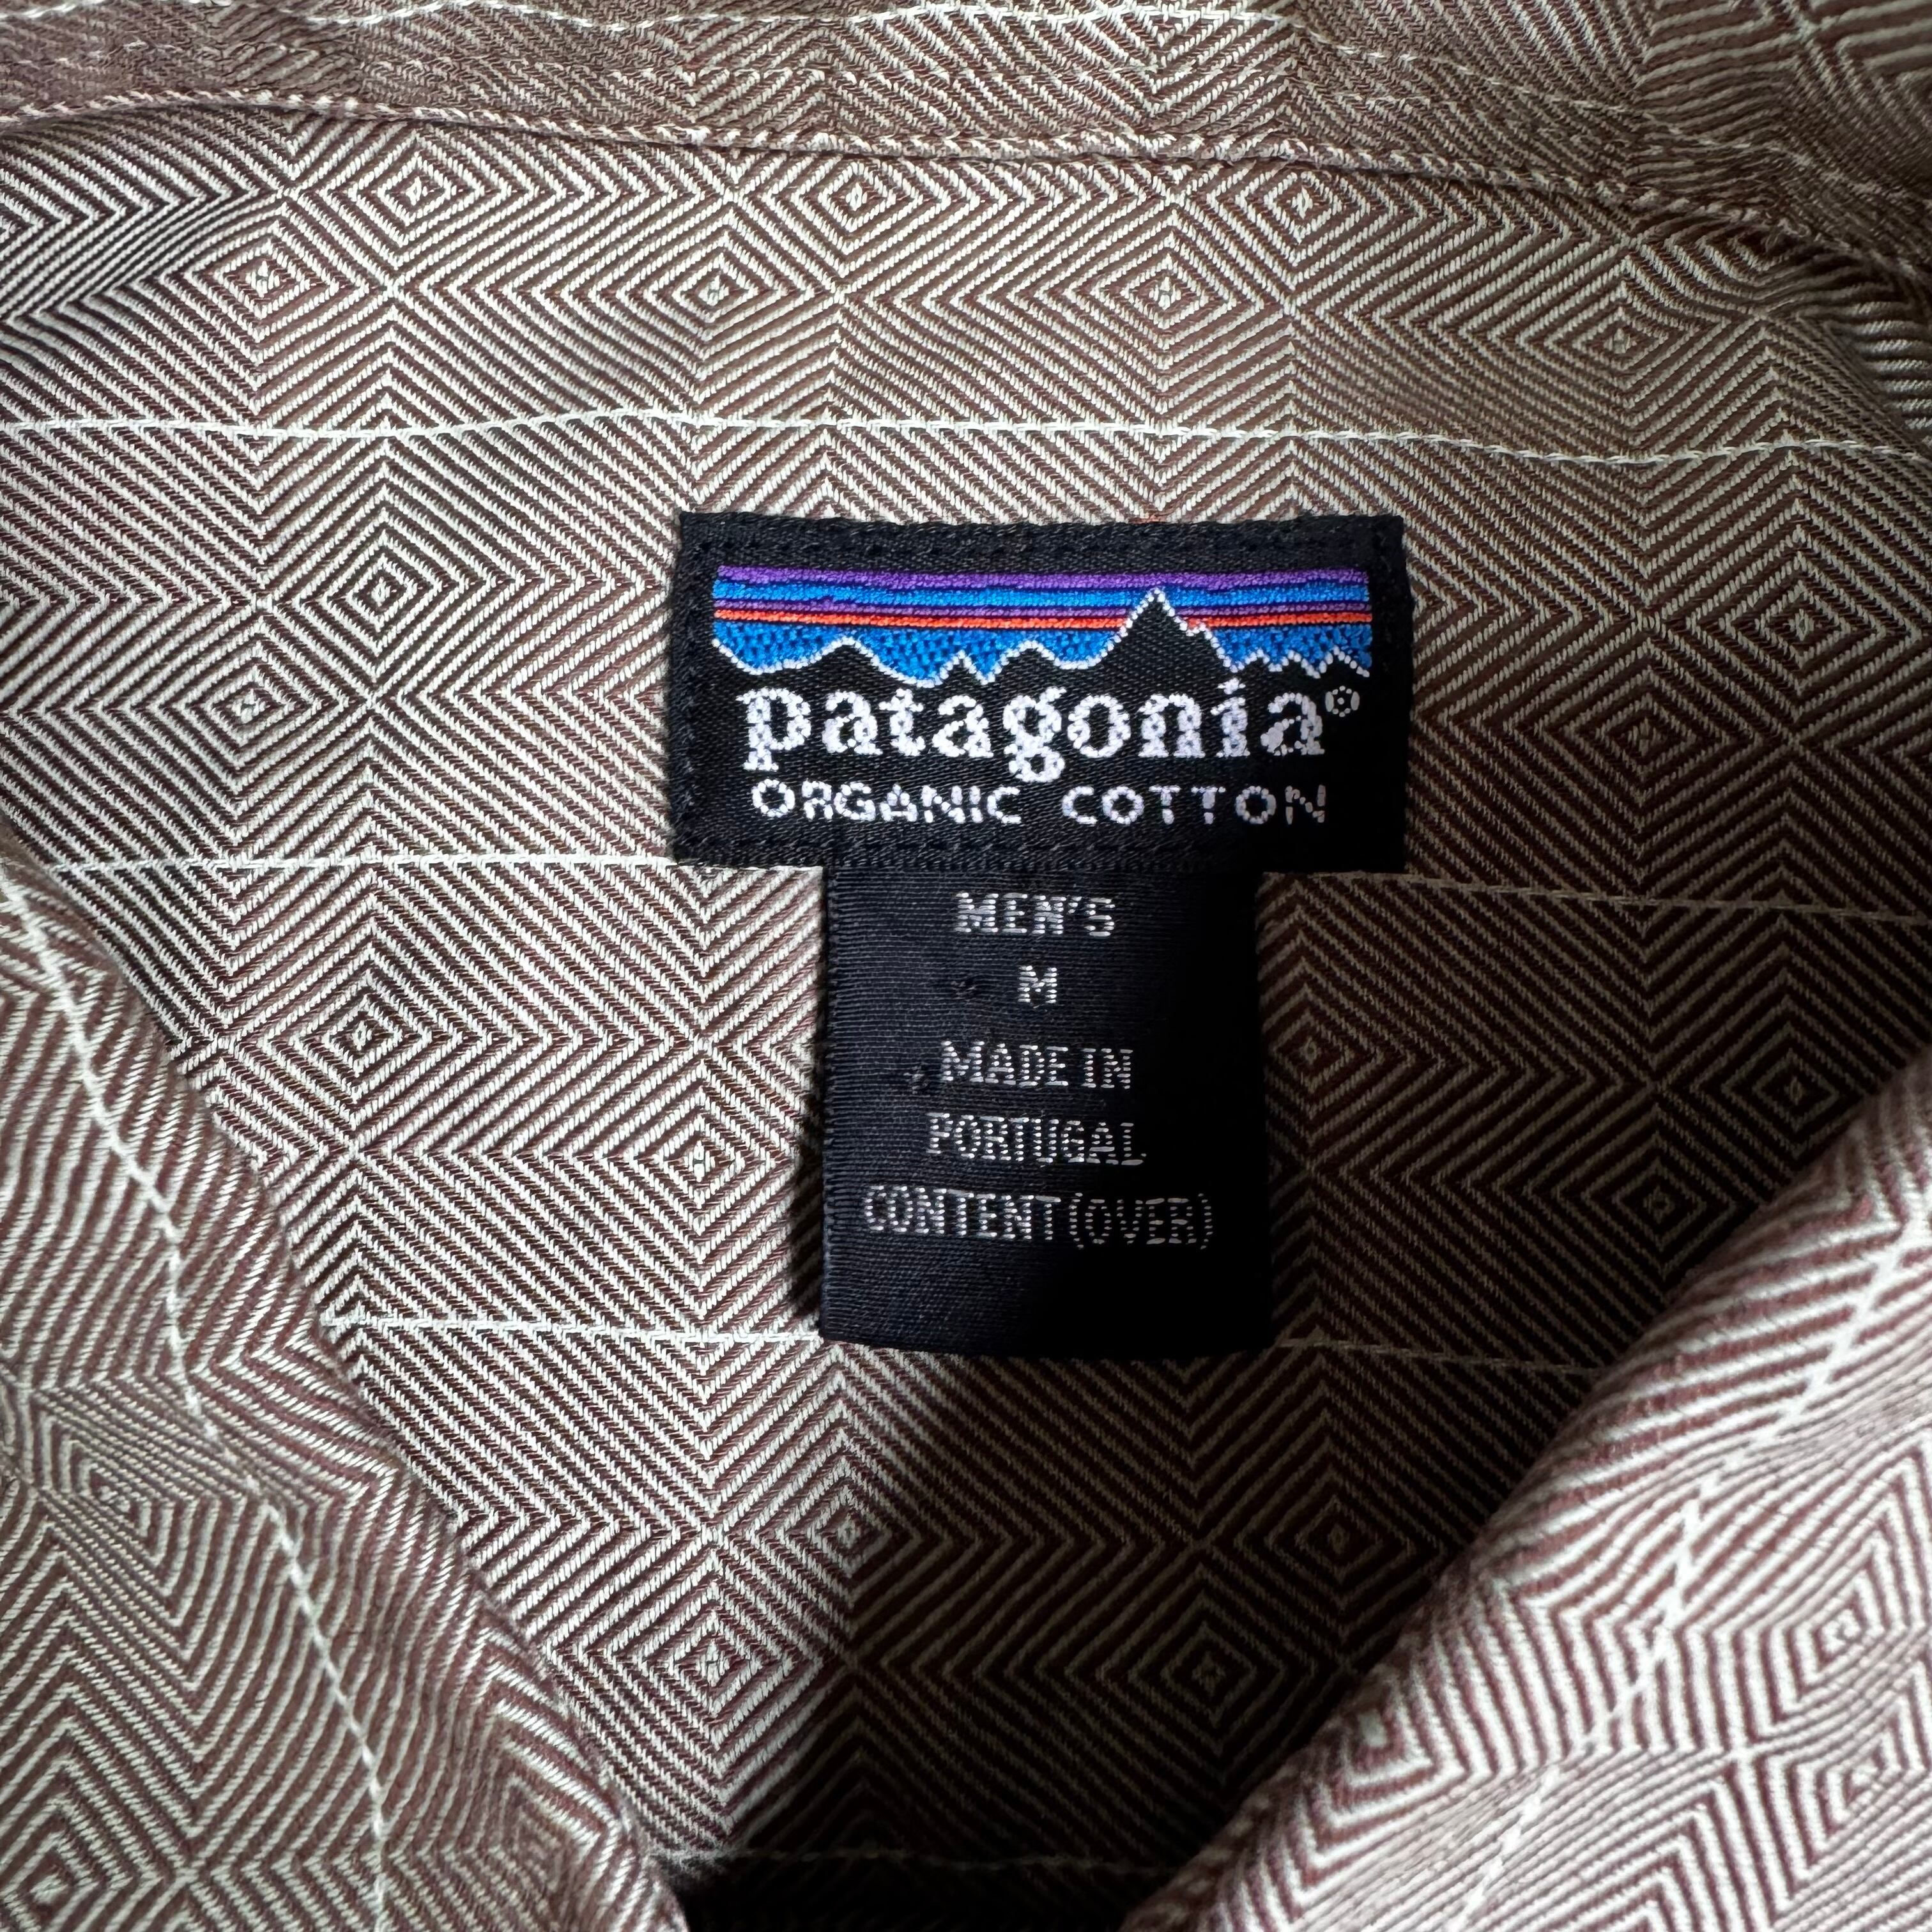 patagonia®
ORGANIC COTTON
MEN'S
M
MADE IN
PORTUGAL
CONTENT(OVER)